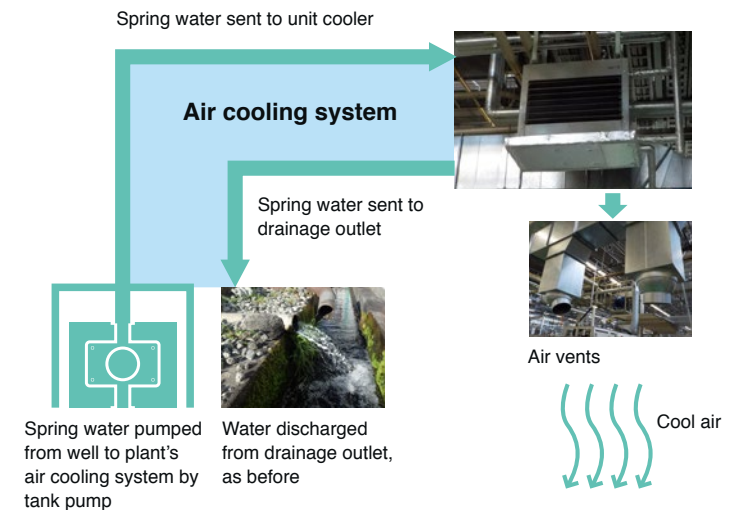 Spring water sent to unit cooler
Air cooling system
Spring water sent to
drainage outlet
Air vents
Cool air
Spring water pumped
from well to plant’s
air cooling system by
tank pump
Water discharged
from drainage outlet,
as before